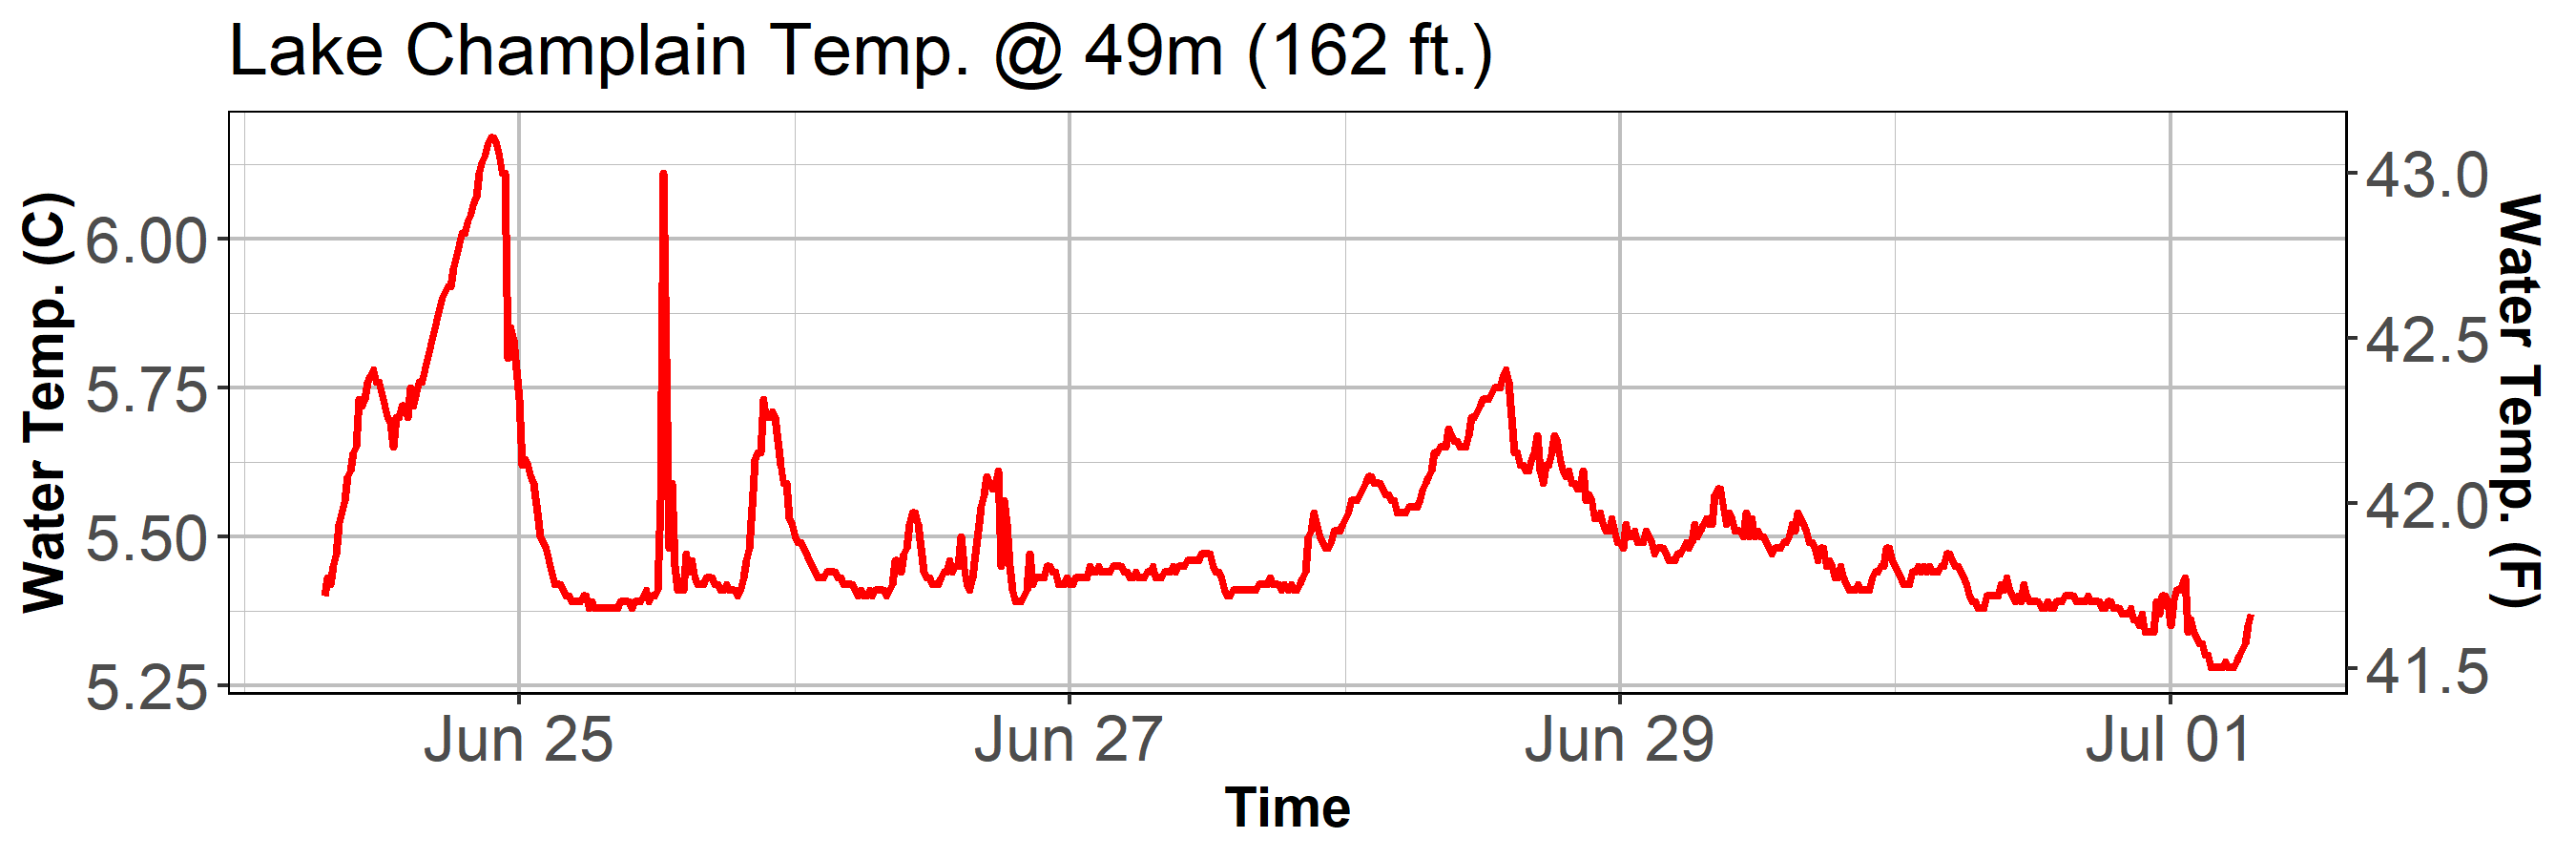 Lake Champlain Temp. @ 49m (162 ft.)
Water Temp. (C)
6.00
5.75
5.50
5.25
43.0
42.5
42.0
41.5
Water Temp. (F)
Jun 25 Jun 27 Jun 29 Jul 01
Time